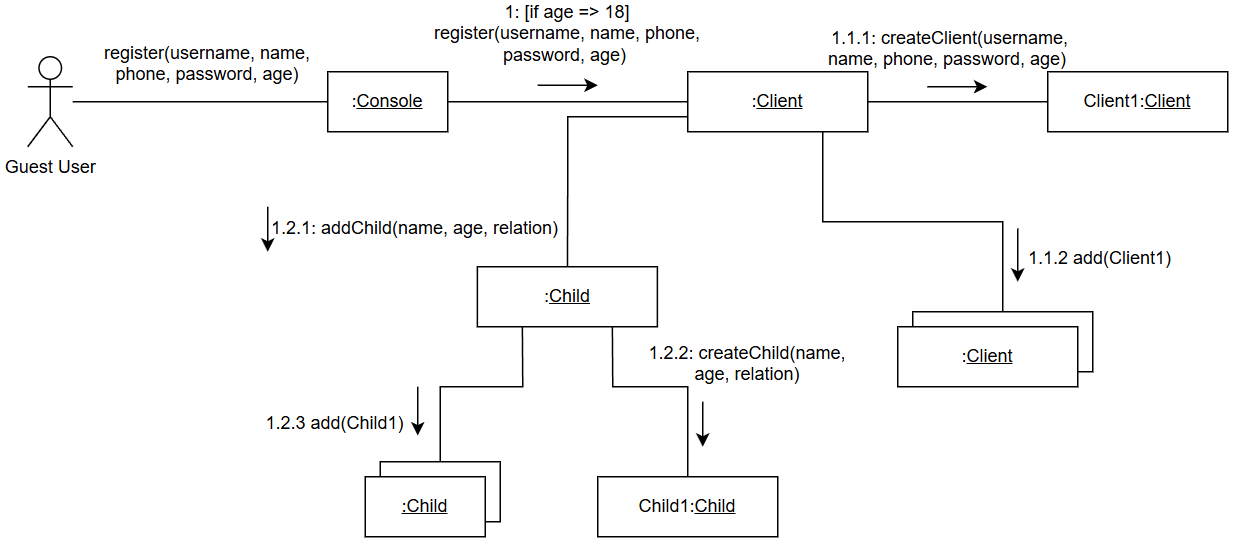 1: [if age => 18]
register(username, name, phone,
password, age)
register(username, name,
phone, password, age)
1.1.1: createClient(username,
name, phone, password, age)
:Console
:Client
Client1:Client
Guest User
1.2.1: addChild(name, age, relation)
1.1.2 add(Client1)
:Child
:Client
1.2.2: createChild(name,
age, relation)
1.2.3 add(Child1)
:Child
Child1:Child